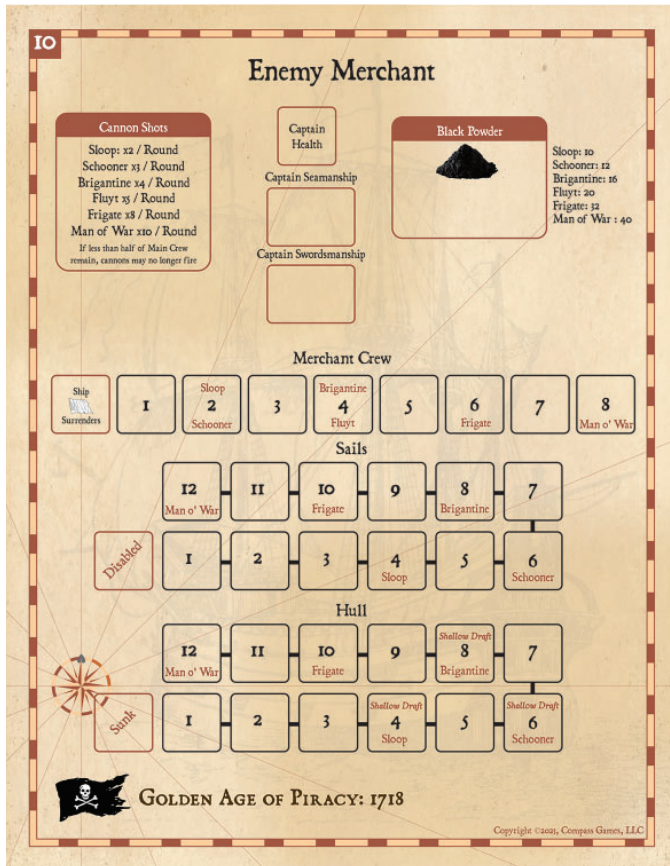 10
Enemy Merchant
Cannon Shots
Sloop: x2 / Round
Schooner x3 / Round
Brigantine x4 / Round
Fluyt x5 / Round
Frigate x8 / Round
Man of War x10 / Round
If less than half of Main Crew
remain, cannons may no longer fire
Captain
Health
Captain Seamanship
Captain Swordsmanship
Black Powder
Sloop: 10
Schooner: 12
Brigantine: 16
Fluyt: 20
Frigate: 32
Man of War : 40
Merchant Crew
Ship
Surrenders
1
Sloop
2
Schooner
3
Brigantine
4
Fluyt
5
6
Frigate
7
8
Man o' War
Sails
12
Man o' War
11
10
Frigate
9
8
Brigantine
7
Disabled
1
2
3
4
Sloop
5
6
Schooner
Hull
12
Man o' War
11
10
Frigate
9
Shallow Draft
8
Brigantine
7
Sunk
1
2
3
Shallow Draft
4
Sloop
5
Shallow Draft
6
Schooner
Golden Age of Piracy: 1718
Copyright ©2023, Compass Games, LLC